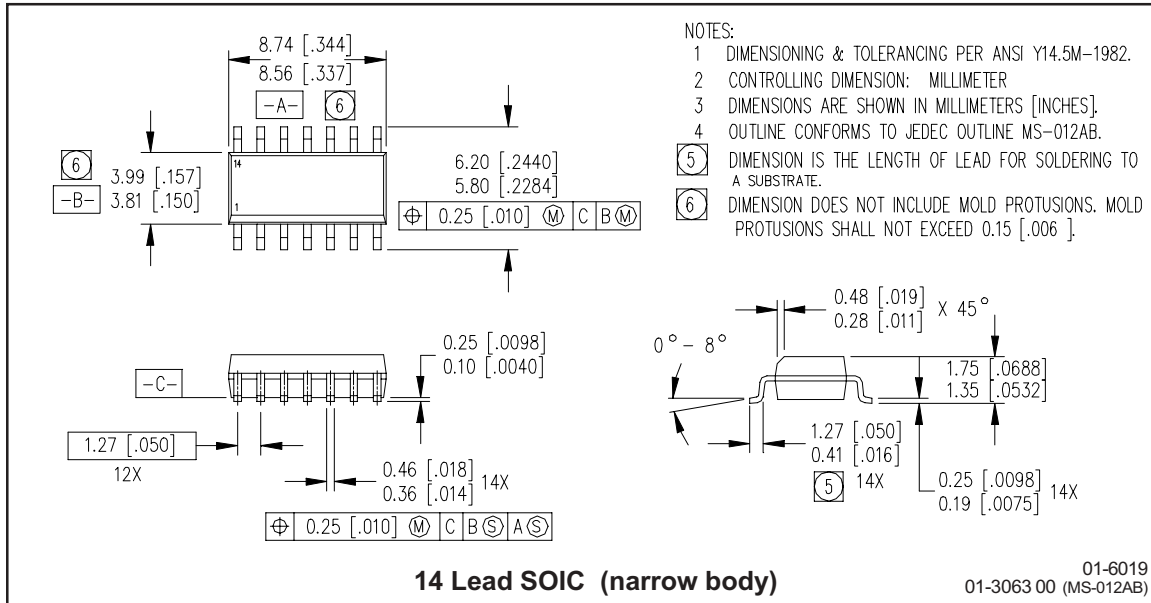 8.74 [.344]
8.56 [.337]
-A- 6
14
1
6
3.99 [.157]
-B- 3.81 [.150]
6.20 [.2440]
5.80 [.2284]
⌖ 0.25 [.010] Ⓜ C B Ⓜ
NOTES:
1 DIMENSIONING & TOLERANCING PER ANSI Y14.5M-1982.
2 CONTROLLING DIMENSION: MILLIMETER
3 DIMENSIONS ARE SHOWN IN MILLIMETERS [INCHES].
4 OUTLINE CONFORMS TO JEDEC OUTLINE MS-012AB.
5 DIMENSION IS THE LENGTH OF LEAD FOR SOLDERING TO
A SUBSTRATE.
6 DIMENSION DOES NOT INCLUDE MOLD PROTUSIONS. MOLD
PROTUSIONS SHALL NOT EXCEED 0.15 [.006 ].
0.25 [.0098]
0.10 [.0040]
-C-
1.27 [.050]
12X
0.46 [.018]
0.36 [.014] 14X
⌖ 0.25 [.010] Ⓜ C B Ⓢ A Ⓢ
0.48 [.019]
0.28 [.011] X 45°
0° - 8°
1.75 [.0688]
1.35 [.0532]
1.27 [.050]
0.41 [.016]
5 14X
0.25 [.0098]
0.19 [.0075] 14X
14 Lead SOIC (narrow body)
01-6019
01-3063 00 (MS-012AB)